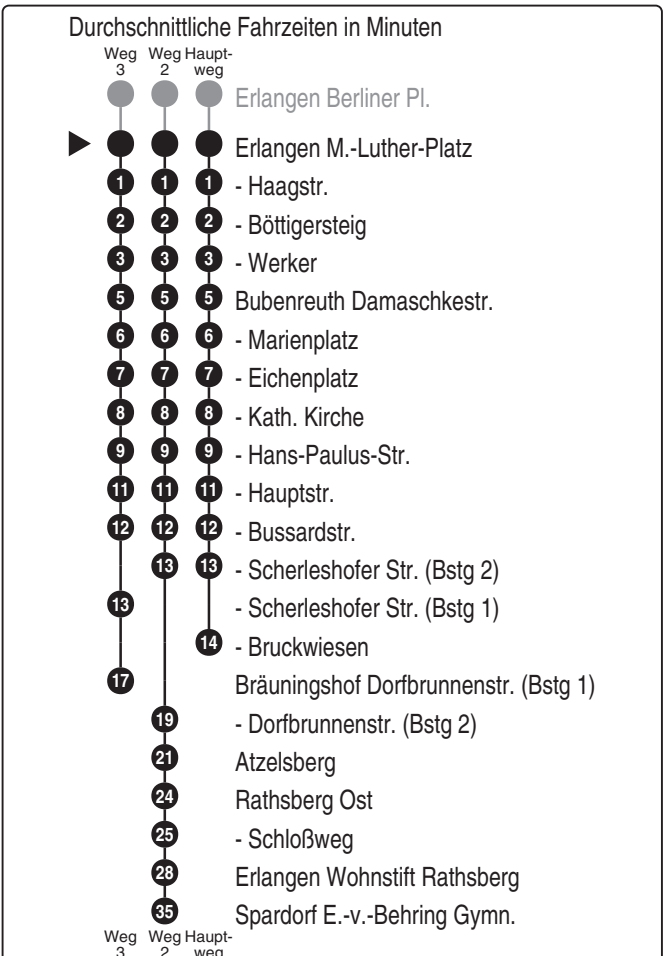 Durchschnittliche Fahrzeiten in Minuten
Weg Weg Haupt-
3 2 weg
Erlangen Berliner Pl.
Erlangen M.-Luther-Platz
1 1 1 - Haagstr.
2 2 2 - Böttigersteig
3 3 3 - Werker
5 5 5 Bubenreuth Damaschkestr.
6 6 6 - Marienplatz
7 7 7 - Eichenplatz
8 8 8 - Kath. Kirche
9 9 9 - Hans-Paulus-Str.
11 11 11 - Hauptstr.
12 12 12 - Bussardstr.
13 13 - Scherleshofer Str. (Bstg 2)
13 - Scherleshofer Str. (Bstg 1)
14 - Bruckwiesen
17 Bräuningshof Dorfbrunnenstr. (Bstg 1)
19 - Dorfbrunnenstr. (Bstg 2)
21 Atzelsberg
24 Rathsberg Ost
25 - Schloßweg
28 Erlangen Wohnstift Rathsberg
35 Spardorf E.-v.-Behring Gymn.
Weg Weg Haupt-
3 2 weg